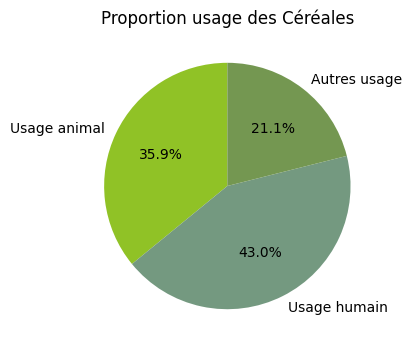 Proportion usage des Céréales
Autres usage
Usage animal
21.1%
35.9%
43.0%
Usage humain